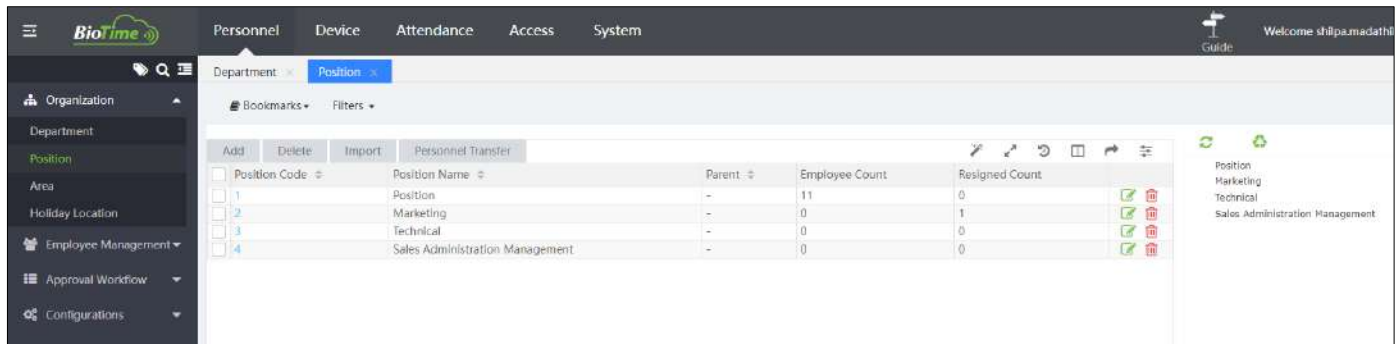 BioTime
Personnel Device Attendance Access System
Guide
Welcome shilpa.madathil
Department × Position ×
Organization
Bookmarks Filters
Department
Position
Area
Holiday Location
Employee Management
Approval Workflow
Configurations
Add Delete Import Personnel Transfer
Position Code Position Name Parent Employee Count Resigned Count
1 Position - 11 0
2 Marketing - 0 1
3 Technical - 0 0
4 Sales Administration Management - 0 0
Position
Marketing
Technical
Sales Administration Management